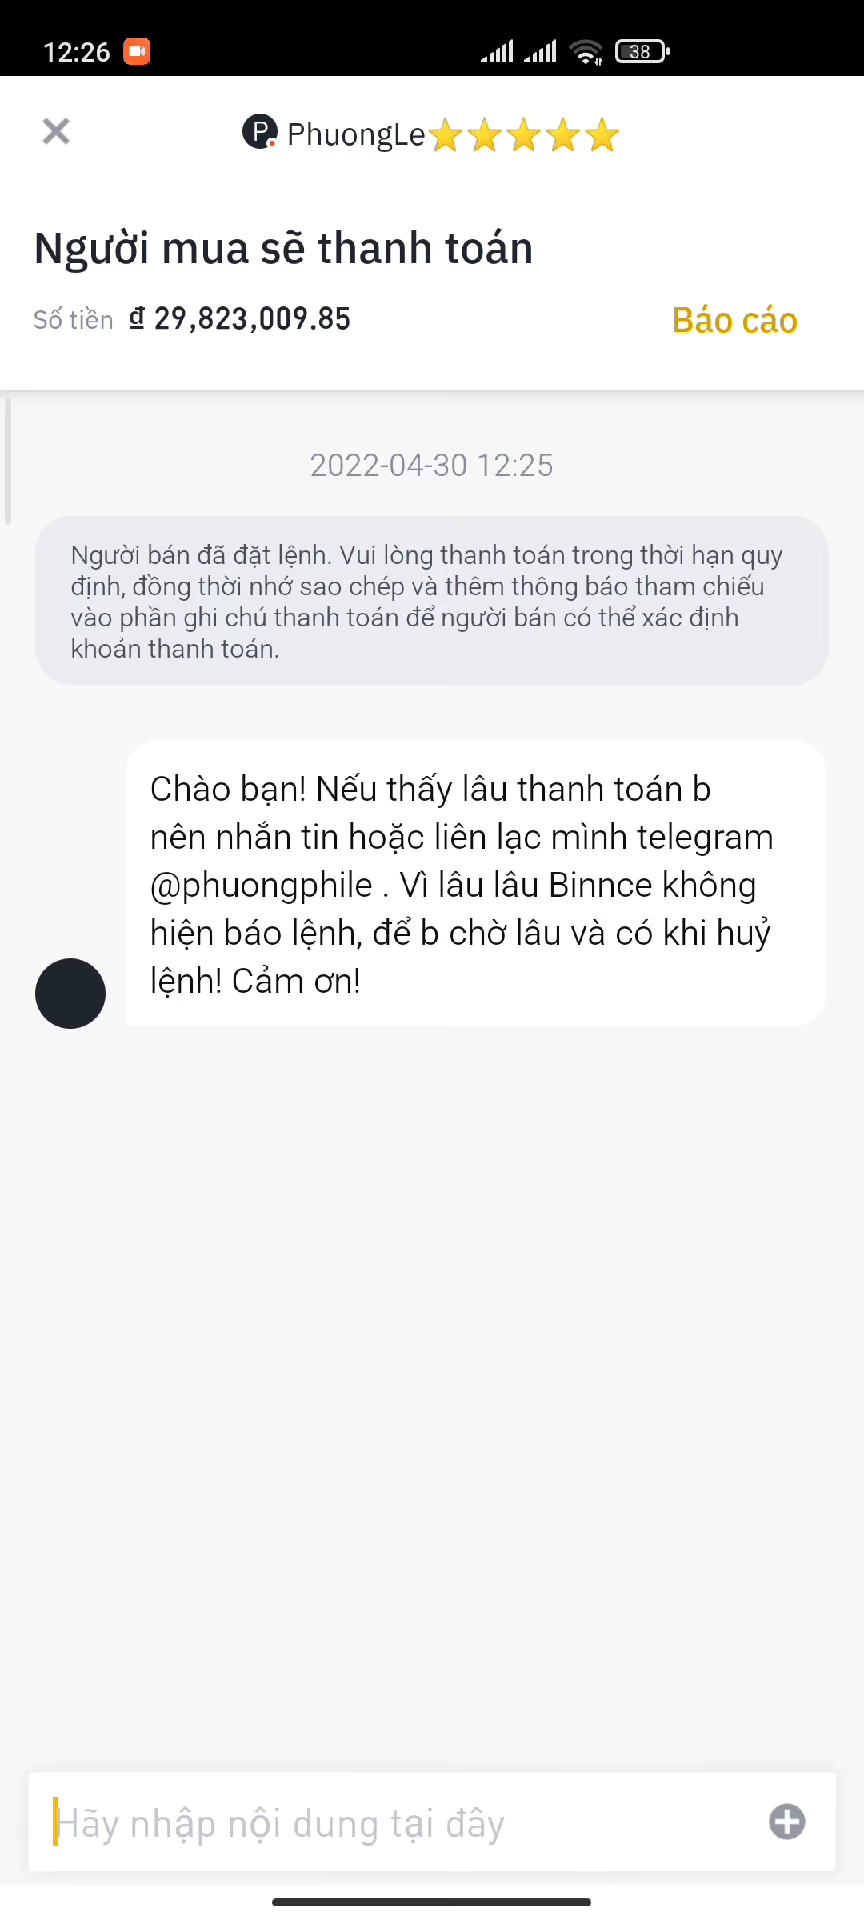 12:26
38
P PhuongLe⭐⭐⭐⭐⭐
Người mua sẽ thanh toán
Số tiền ₫ 29,823,009.85
Báo cáo
2022-04-30 12:25
Người bán đã đặt lệnh. Vui lòng thanh toán trong thời hạn quy
định, đồng thời nhớ sao chép và thêm thông báo tham chiếu
vào phần ghi chú thanh toán để người bán có thể xác định
khoản thanh toán.
Chào bạn! Nếu thấy lâu thanh toán b
nên nhắn tin hoặc liên lạc mình telegram
@phuongphile . Vì lâu lâu Binnce không
hiện báo lệnh, để b chờ lâu và có khi huỷ
lệnh! Cảm ơn!
Hãy nhập nội dung tại đây